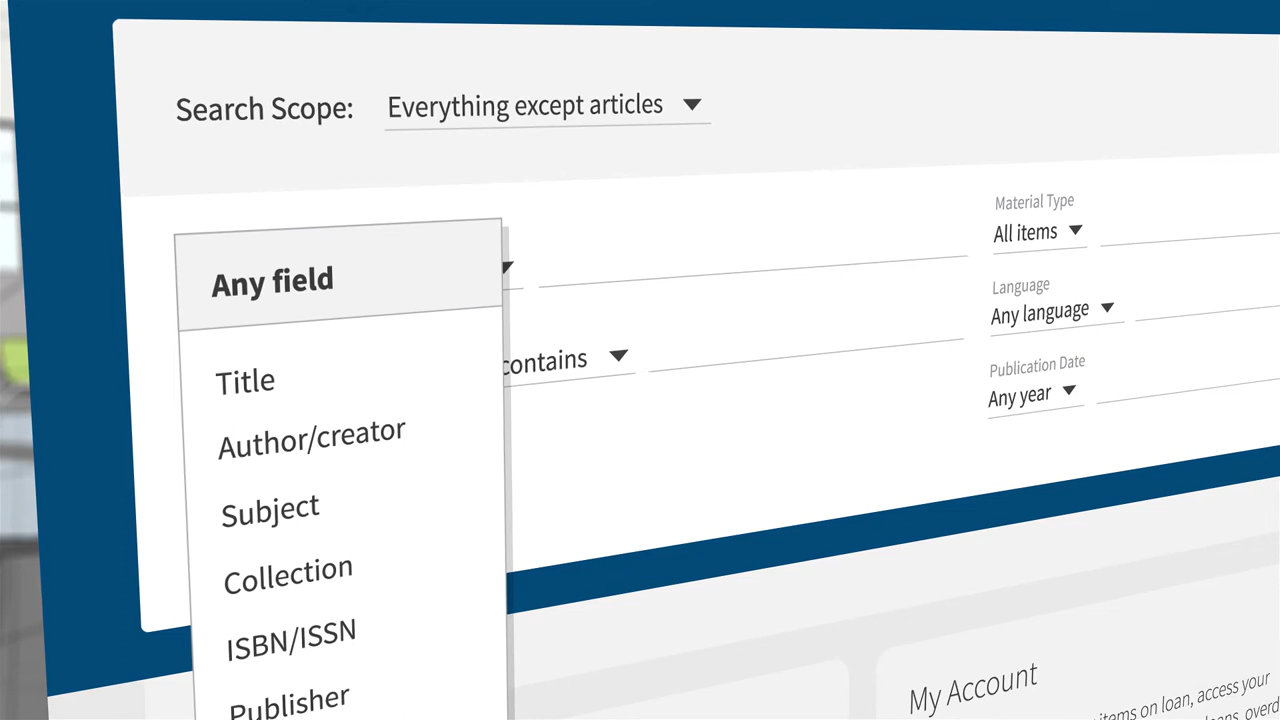 Search Scope: Everything except articles
Any field
Title
Author/creator
Subject
Collection
ISBN/ISSN
Publisher
contains
Material Type
All items
Language
Any language
Publication Date
Any year
My Account
items on loan, access your
loans,